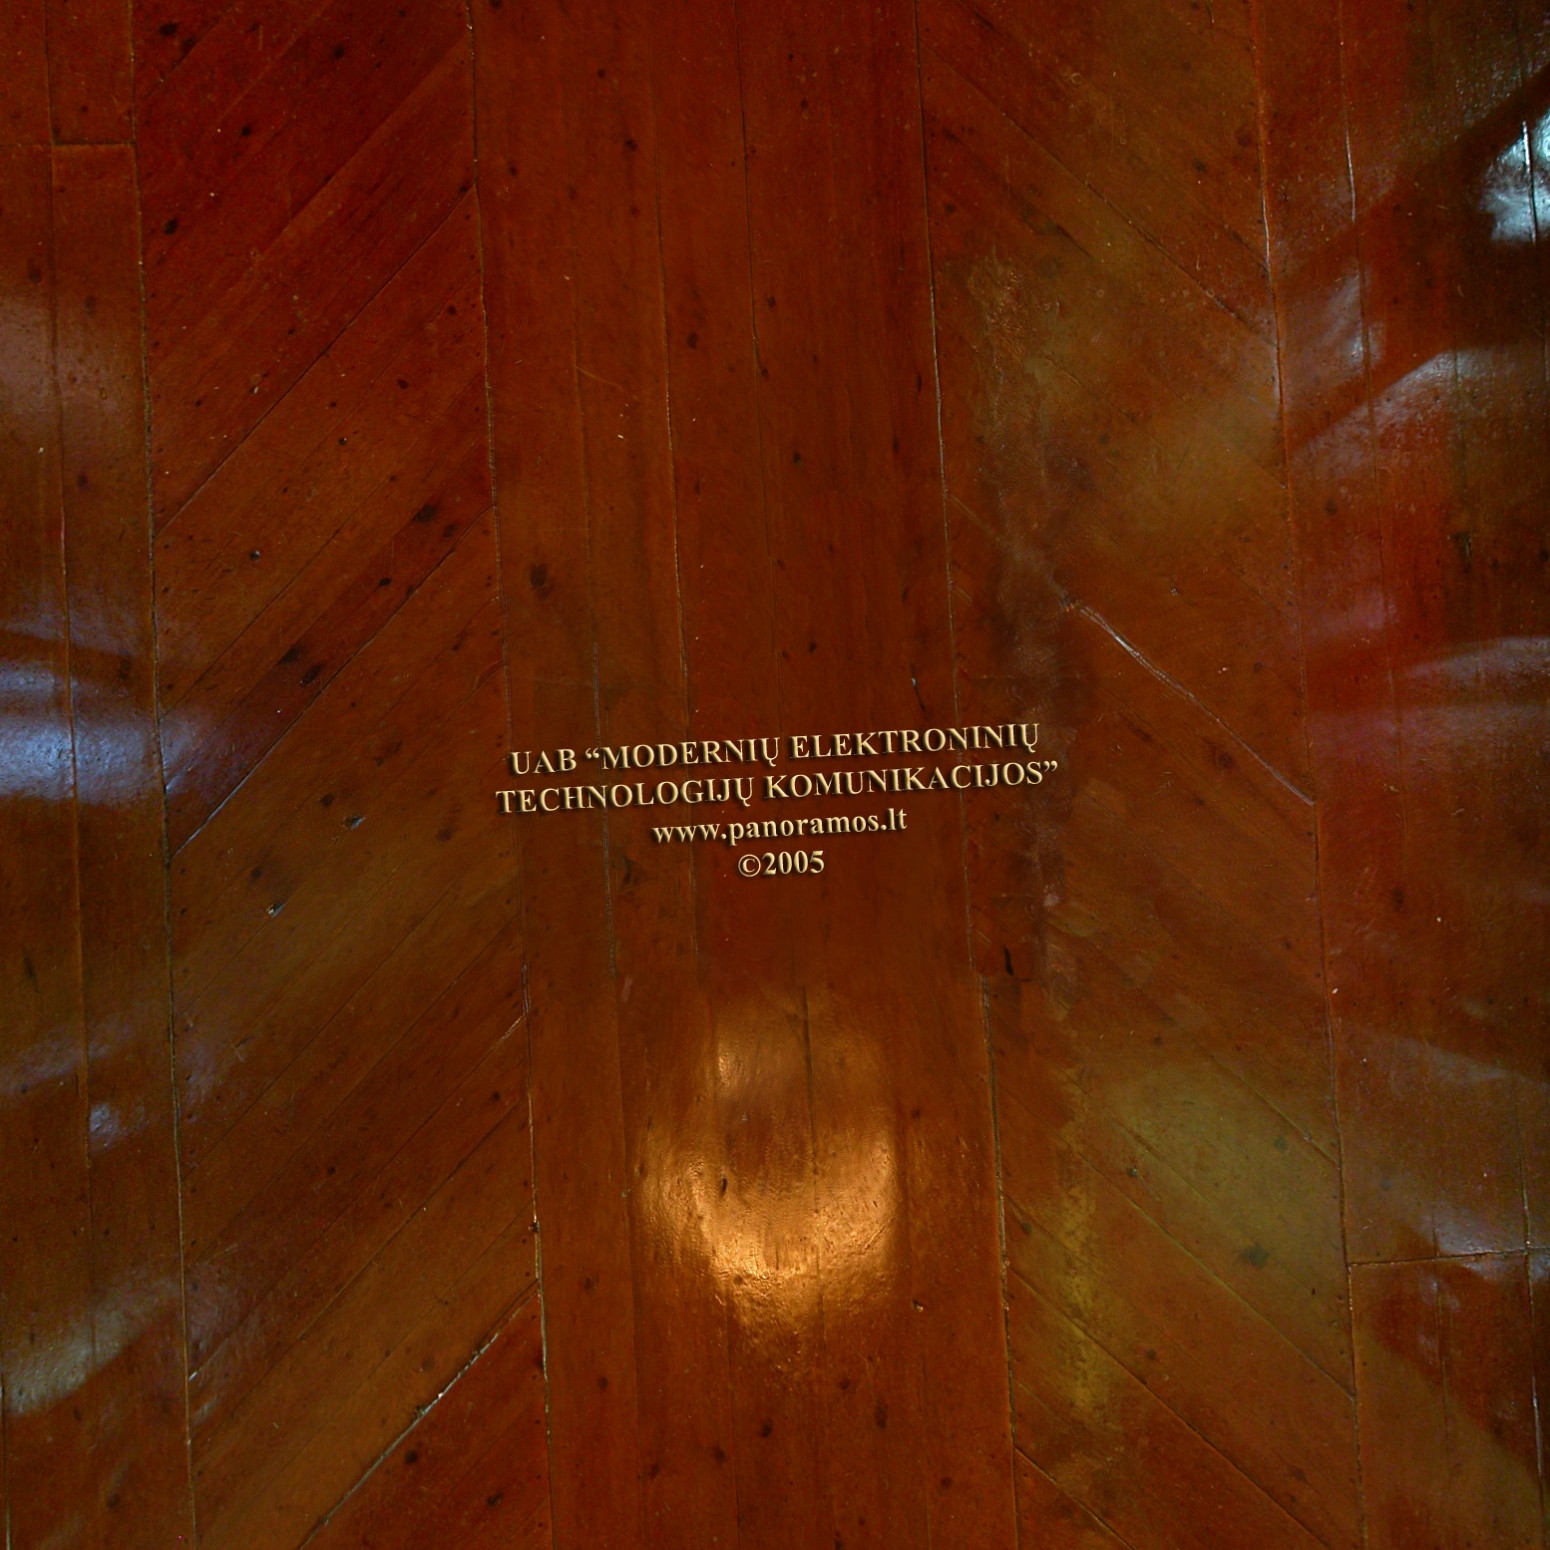 UAB “MODERNIŲ ELEKTRONINIŲ
TECHNOLOGIJŲ KOMUNIKACIJOS”
www.panoramos.lt
©2005